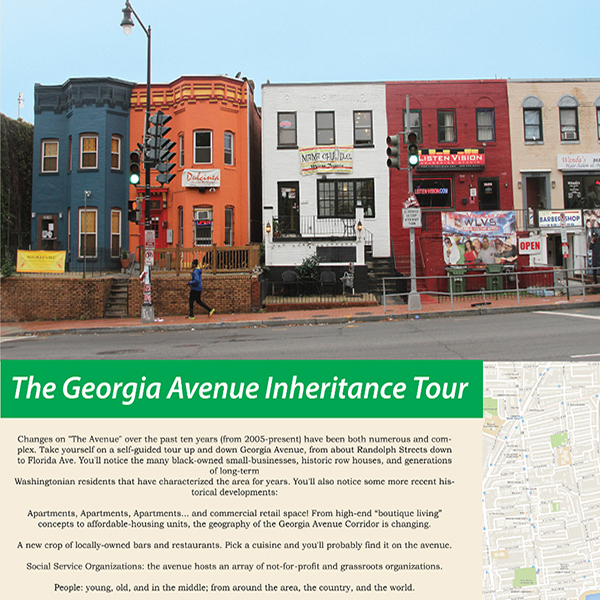 Dulcinea
LISTEN VISION
LISTENVISION.COM
WLVS
OPEN
BARBER SHOP
Wanda's
The Georgia Avenue Inheritance Tour
Changes on "The Avenue" over the past ten years (from 2005-present) have been both numerous and com-
plex. Take yourself on a self-guided tour up and down Georgia Avenue, from about Randolph Streets down
to Florida Ave. You'll notice the many black-owned small-businesses, historic row houses, and generations
of long-term
Washingtonian residents that have characterized the area for years. You'll also notice some more recent his-
torical developments:
Apartments, Apartments, Apartments... and commercial retail space! From high-end “boutique living”
concepts to affordable-housing units, the geography of the Georgia Avenue Corridor is changing.
A new crop of locally-owned bars and restaurants. Pick a cuisine and you'll probably find it on the avenue.
Social Service Organizations: the avenue hosts an array of not-for-profit and grassroots organizations.
People: young, old, and in the middle; from around the area, the country, and the world.